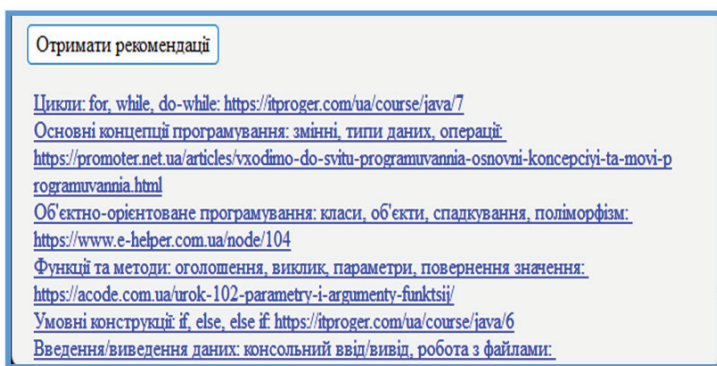 Отримати рекомендації
Цикли: for, while, do-while: https://itproger.com/ua/course/java/7
Основні концепції програмування: змінні, типи даних, операції:
https://promoter.net.ua/articles/vxodimo-do-svitu-programuvannia-osnovni-koncepciyi-ta-movi-p
rogramuvannia.html
Об'єктно-орієнтоване програмування: класи, об'єкти, спадкування, поліморфізм:
https://www.e-helper.com.ua/node/104
Функції та методи: оголошення, виклик, параметри, повернення значення:
https://acode.com.ua/urok-102-parametry-i-argumenty-funktsij/
Умовні конструкції: if, else, else if: https://itproger.com/ua/course/java/6
Введення/виведення даних: консольний ввід/вивід, робота з файлами: